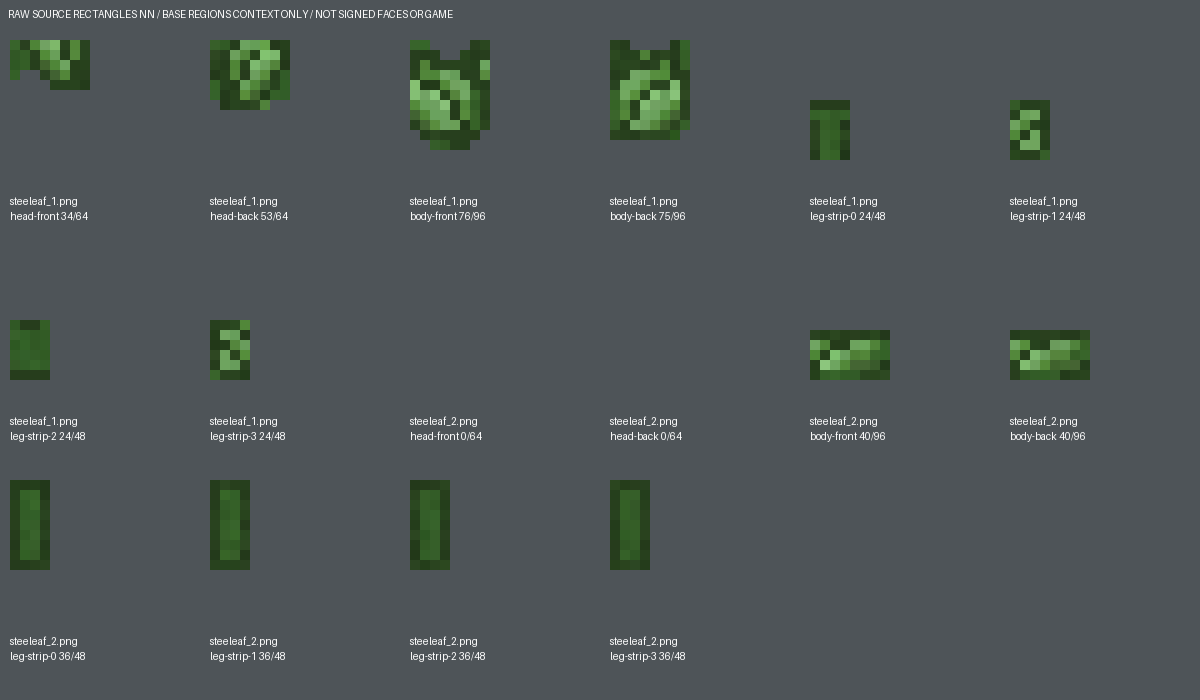 RAW SOURCE RECTANGLES NN / BASE REGIONS CONTEXT ONLY / NOT SIGNED FACES OR GAME
steeleaf_1.png
head-front 34/64
steeleaf_1.png
head-back 53/64
steeleaf_1.png
body-front 76/96
steeleaf_1.png
body-back 75/96
steeleaf_1.png
leg-strip-0 24/48
steeleaf_1.png
leg-strip-1 24/48
steeleaf_1.png
leg-strip-2 24/48
steeleaf_1.png
leg-strip-3 24/48
steeleaf_2.png
head-front 0/64
steeleaf_2.png
head-back 0/64
steeleaf_2.png
body-front 40/96
steeleaf_2.png
body-back 40/96
steeleaf_2.png
leg-strip-0 36/48
steeleaf_2.png
leg-strip-1 36/48
steeleaf_2.png
leg-strip-2 36/48
steeleaf_2.png
leg-strip-3 36/48